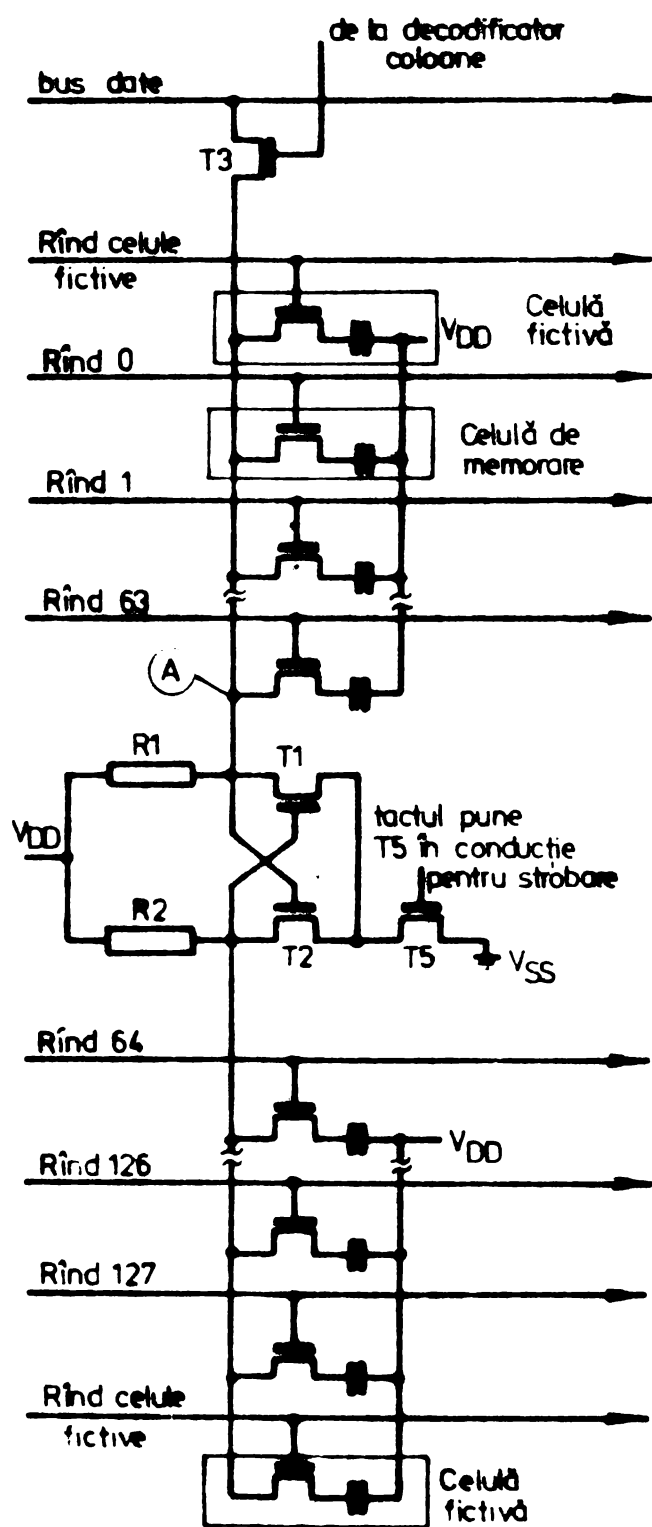 de la decodificator
coloane
bus date
T3
Rînd celule
fictive
Celulă
fictivă
VDD
Rînd 0
Celulă de
memorare
Rînd 1
Rînd 63
A
R1
T1
VDD
tactul pune
T5 în conducție
pentru strobare
R2
T2
T5
VSS
Rînd 64
VDD
Rînd 126
Rînd 127
Rînd celule
fictive
Celulă
fictivă